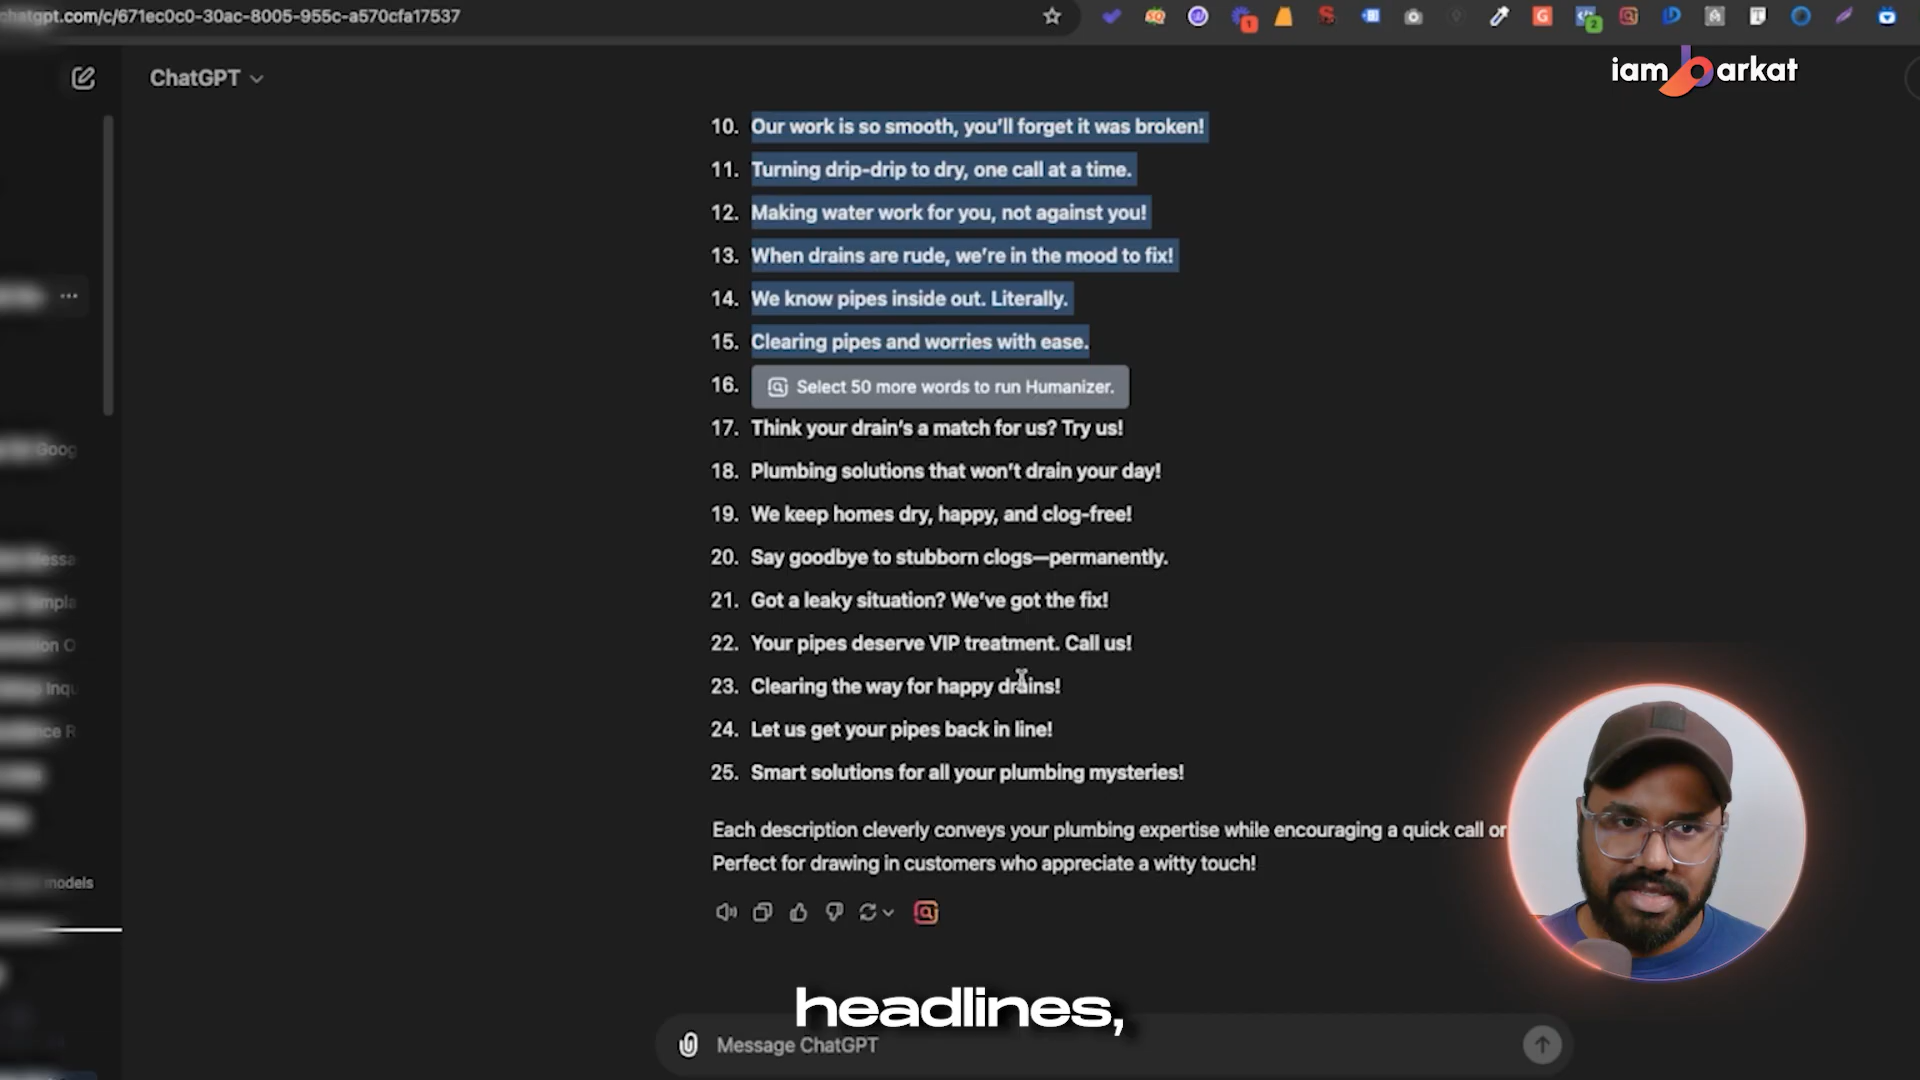 chatgpt.com/c/671ec0c0-30ac-8005-955c-a570cfa17537
ChatGPT
iam barkat
10. Our work is so smooth, you’ll forget it was broken!
11. Turning drip-drip to dry, one call at a time.
12. Making water work for you, not against you!
13. When drains are rude, we’re in the mood to fix!
14. We know pipes inside out. Literally.
15. Clearing pipes and worries with ease.
16. Select 50 more words to run Humanizer.
17. Think your drain’s a match for us? Try us!
18. Plumbing solutions that won’t drain your day!
19. We keep homes dry, happy, and clog-free!
20. Say goodbye to stubborn clogs—permanently.
21. Got a leaky situation? We’ve got the fix!
22. Your pipes deserve VIP treatment. Call us!
23. Clearing the way for happy drains!
24. Let us get your pipes back in line!
25. Smart solutions for all your plumbing mysteries!
Each description cleverly conveys your plumbing expertise while encouraging a quick call or
Perfect for drawing in customers who appreciate a witty touch!
models
headlines,
Message ChatGPT